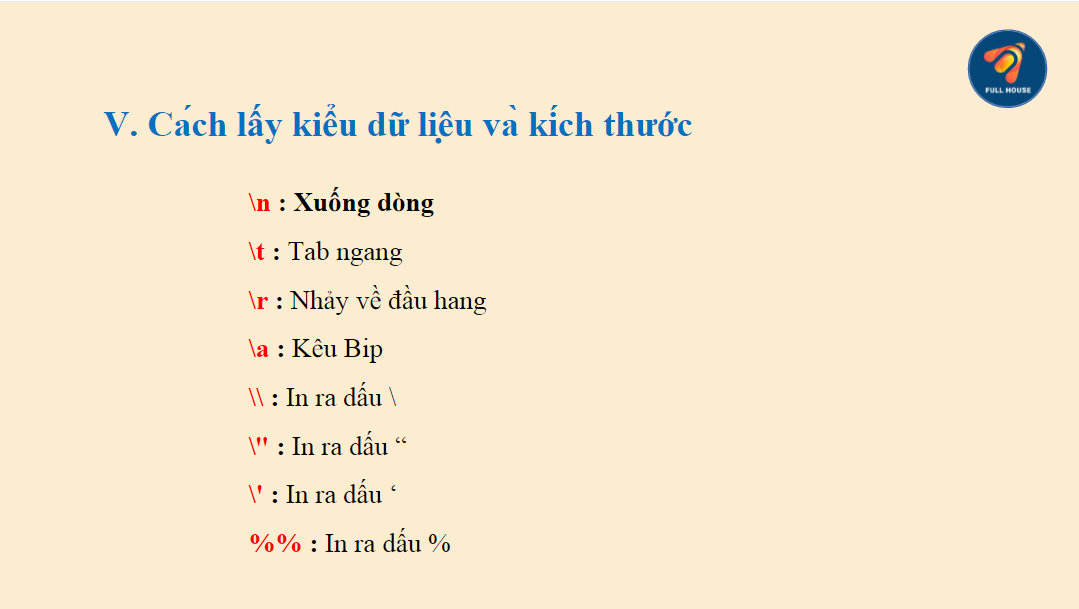 FULL HOUSE
V. Cách lấy kiểu dữ liệu và kích thước
\n : Xuống dòng
\t : Tab ngang
\r : Nhảy về đầu hang
\a : Kêu Bip
\\ : In ra dấu \
\" : In ra dấu “
\' : In ra dấu ‘
%% : In ra dấu %